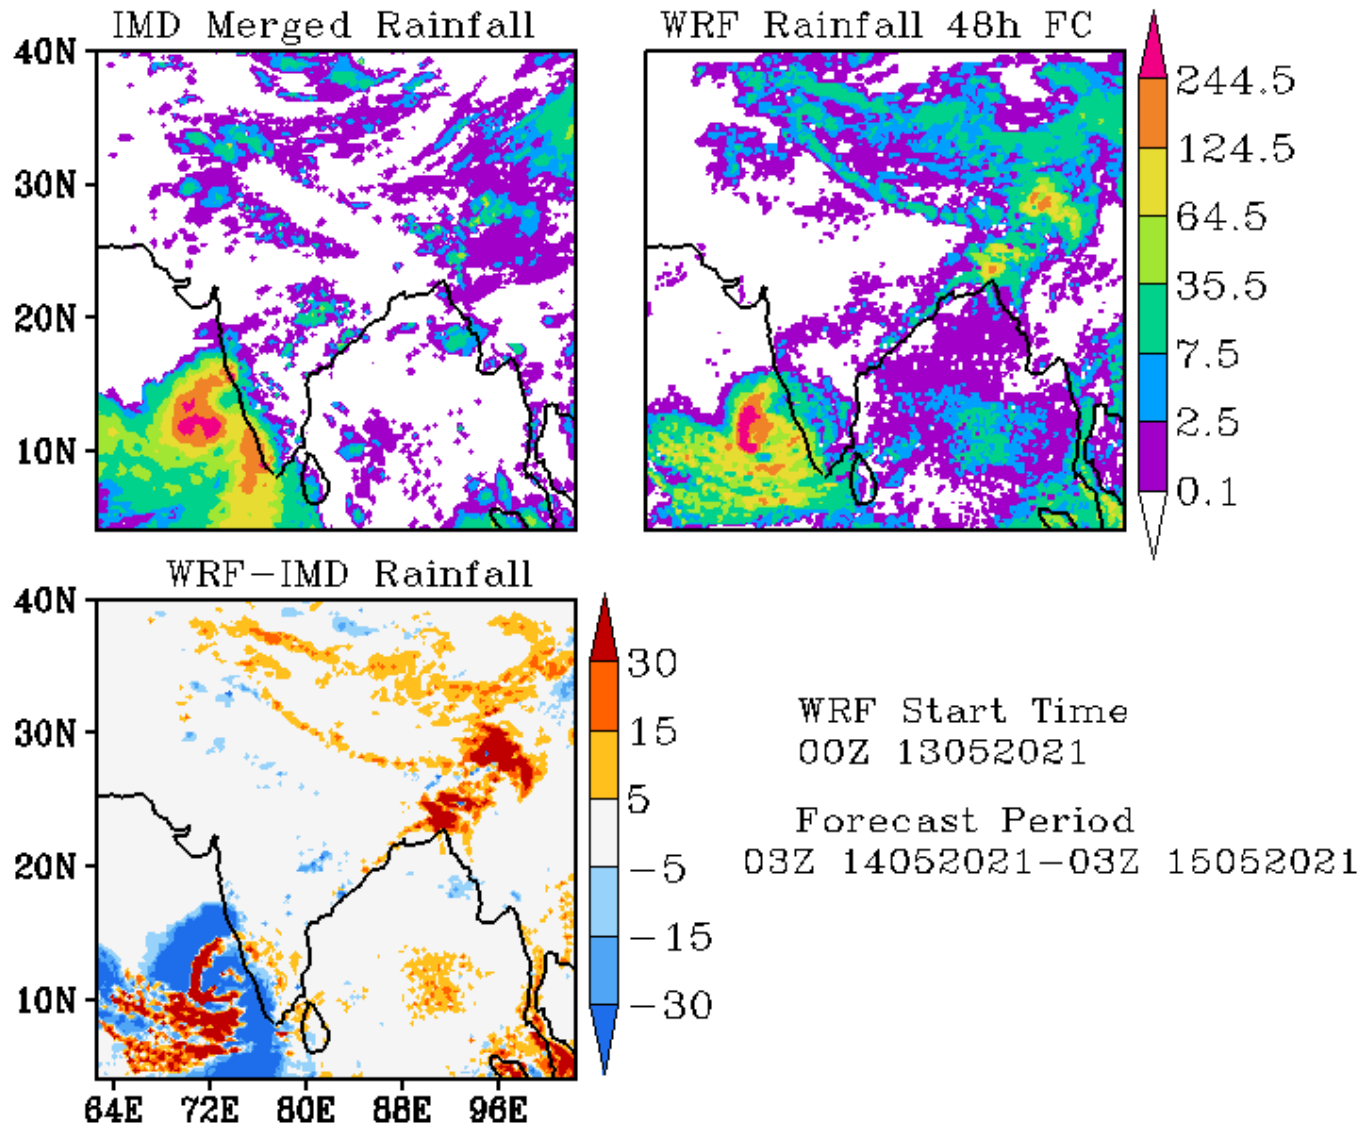 IMD Merged Rainfall
WRF Rainfall 48h FC
40N
30N
20N
10N
244.5
124.5
64.5
35.5
7.5
2.5
0.1
WRF-IMD Rainfall
40N
30N
20N
10N
64E 72E 80E 88E 96E
30
15
5
-5
-15
-30
WRF Start Time
00Z 13052021
Forecast Period
03Z 14052021-03Z 15052021